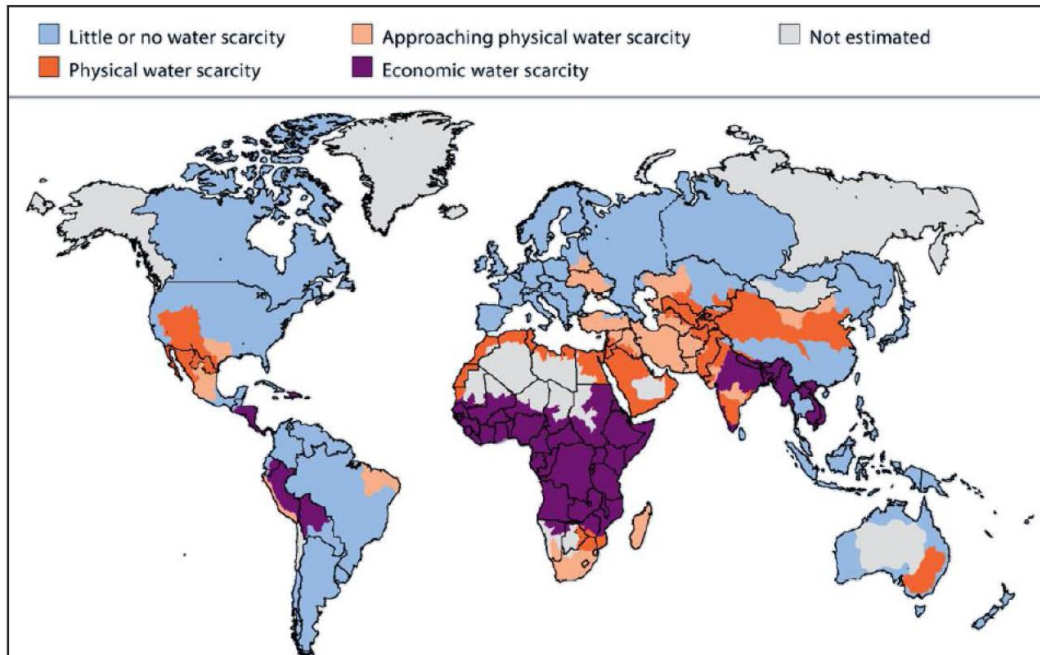 Little or no water scarcity
Approaching physical water scarcity
Not estimated
Physical water scarcity
Economic water scarcity